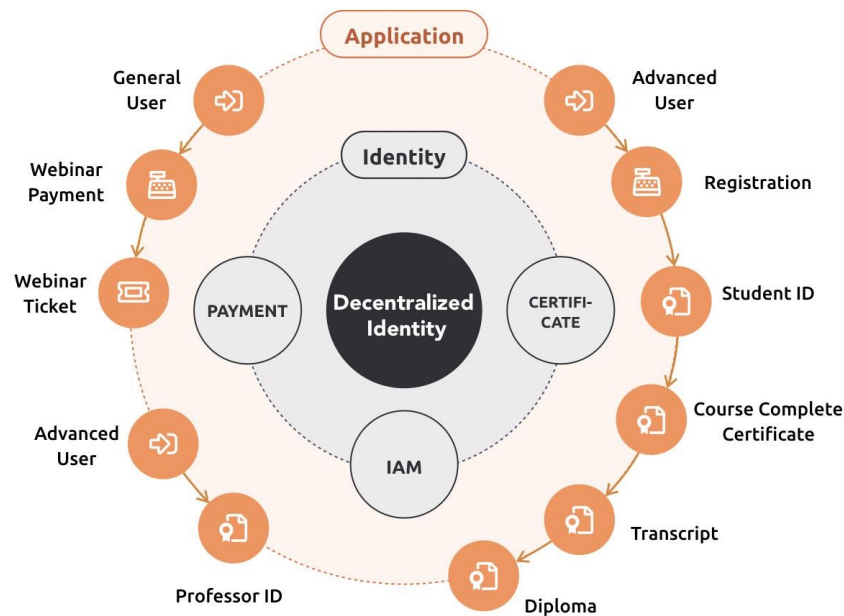 Application
General
User
Advanced
User
Webinar
Payment
Identity
Registration
Webinar
Ticket
PAYMENT
Decentralized
Identity
CERTIFI-
CATE
Student ID
Advanced
User
IAM
Course Complete
Certificate
Transcript
Professor ID
Diploma